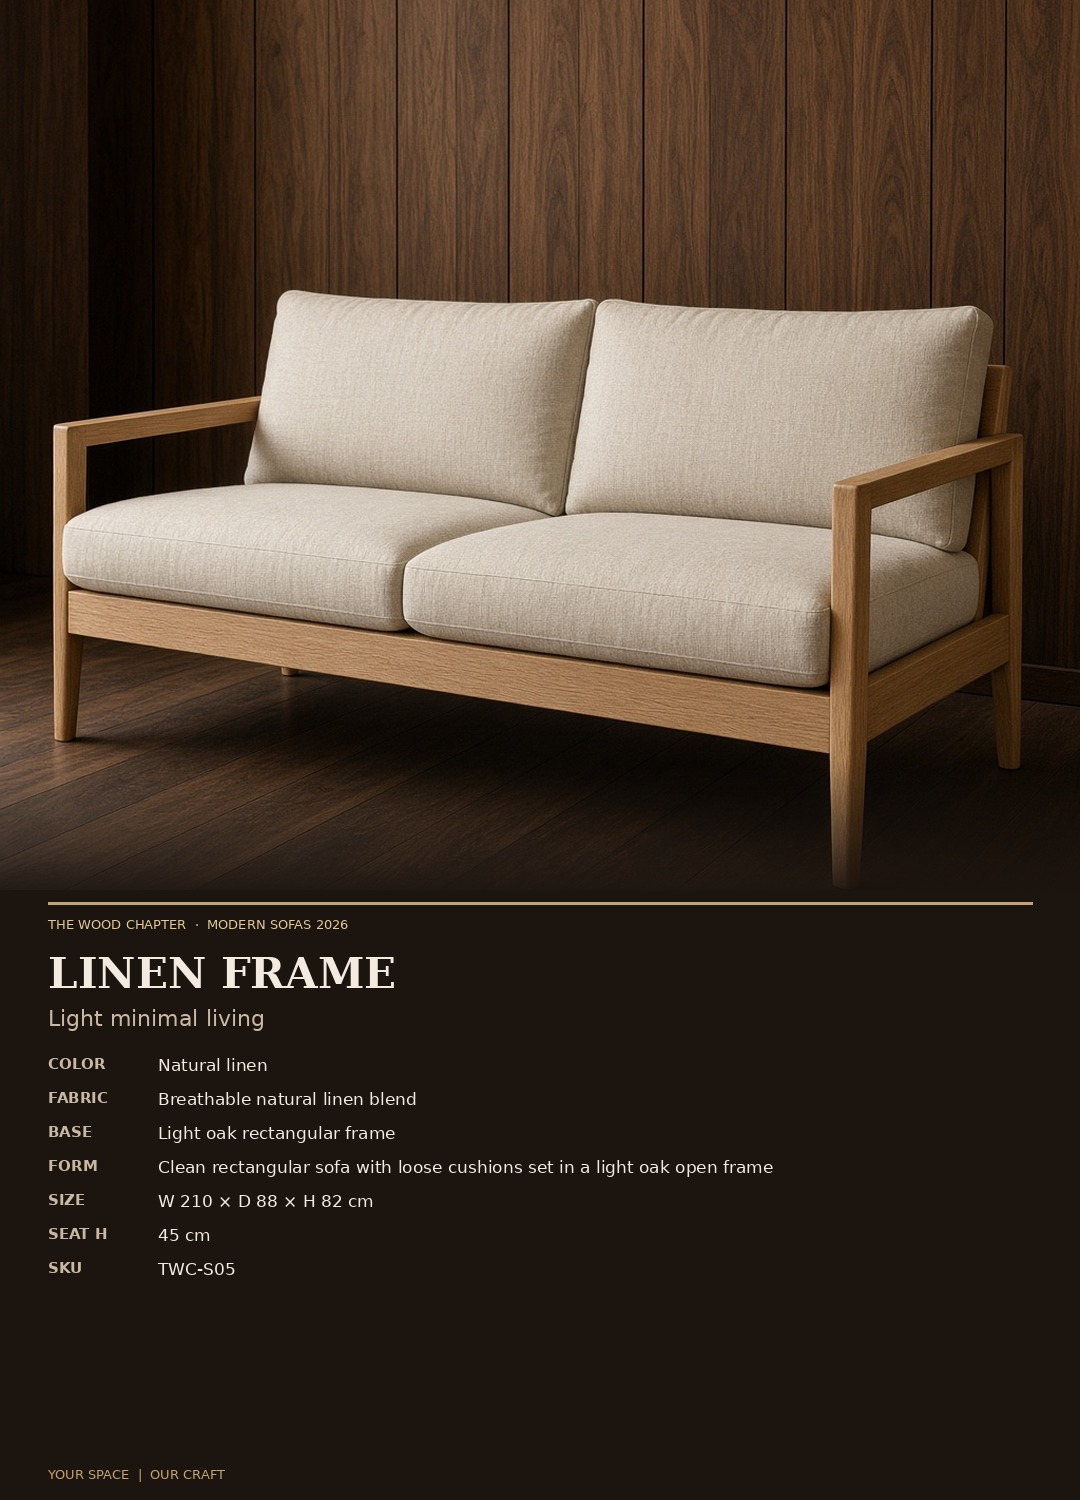 THE WOOD CHAPTER · MODERN SOFAS 2026
LINEN FRAME
Light minimal living
COLOR Natural linen
FABRIC Breathable natural linen blend
BASE Light oak rectangular frame
FORM Clean rectangular sofa with loose cushions set in a light oak open frame
SIZE W 210 × D 88 × H 82 cm
SEAT H 45 cm
SKU TWC-S05
YOUR SPACE | OUR CRAFT